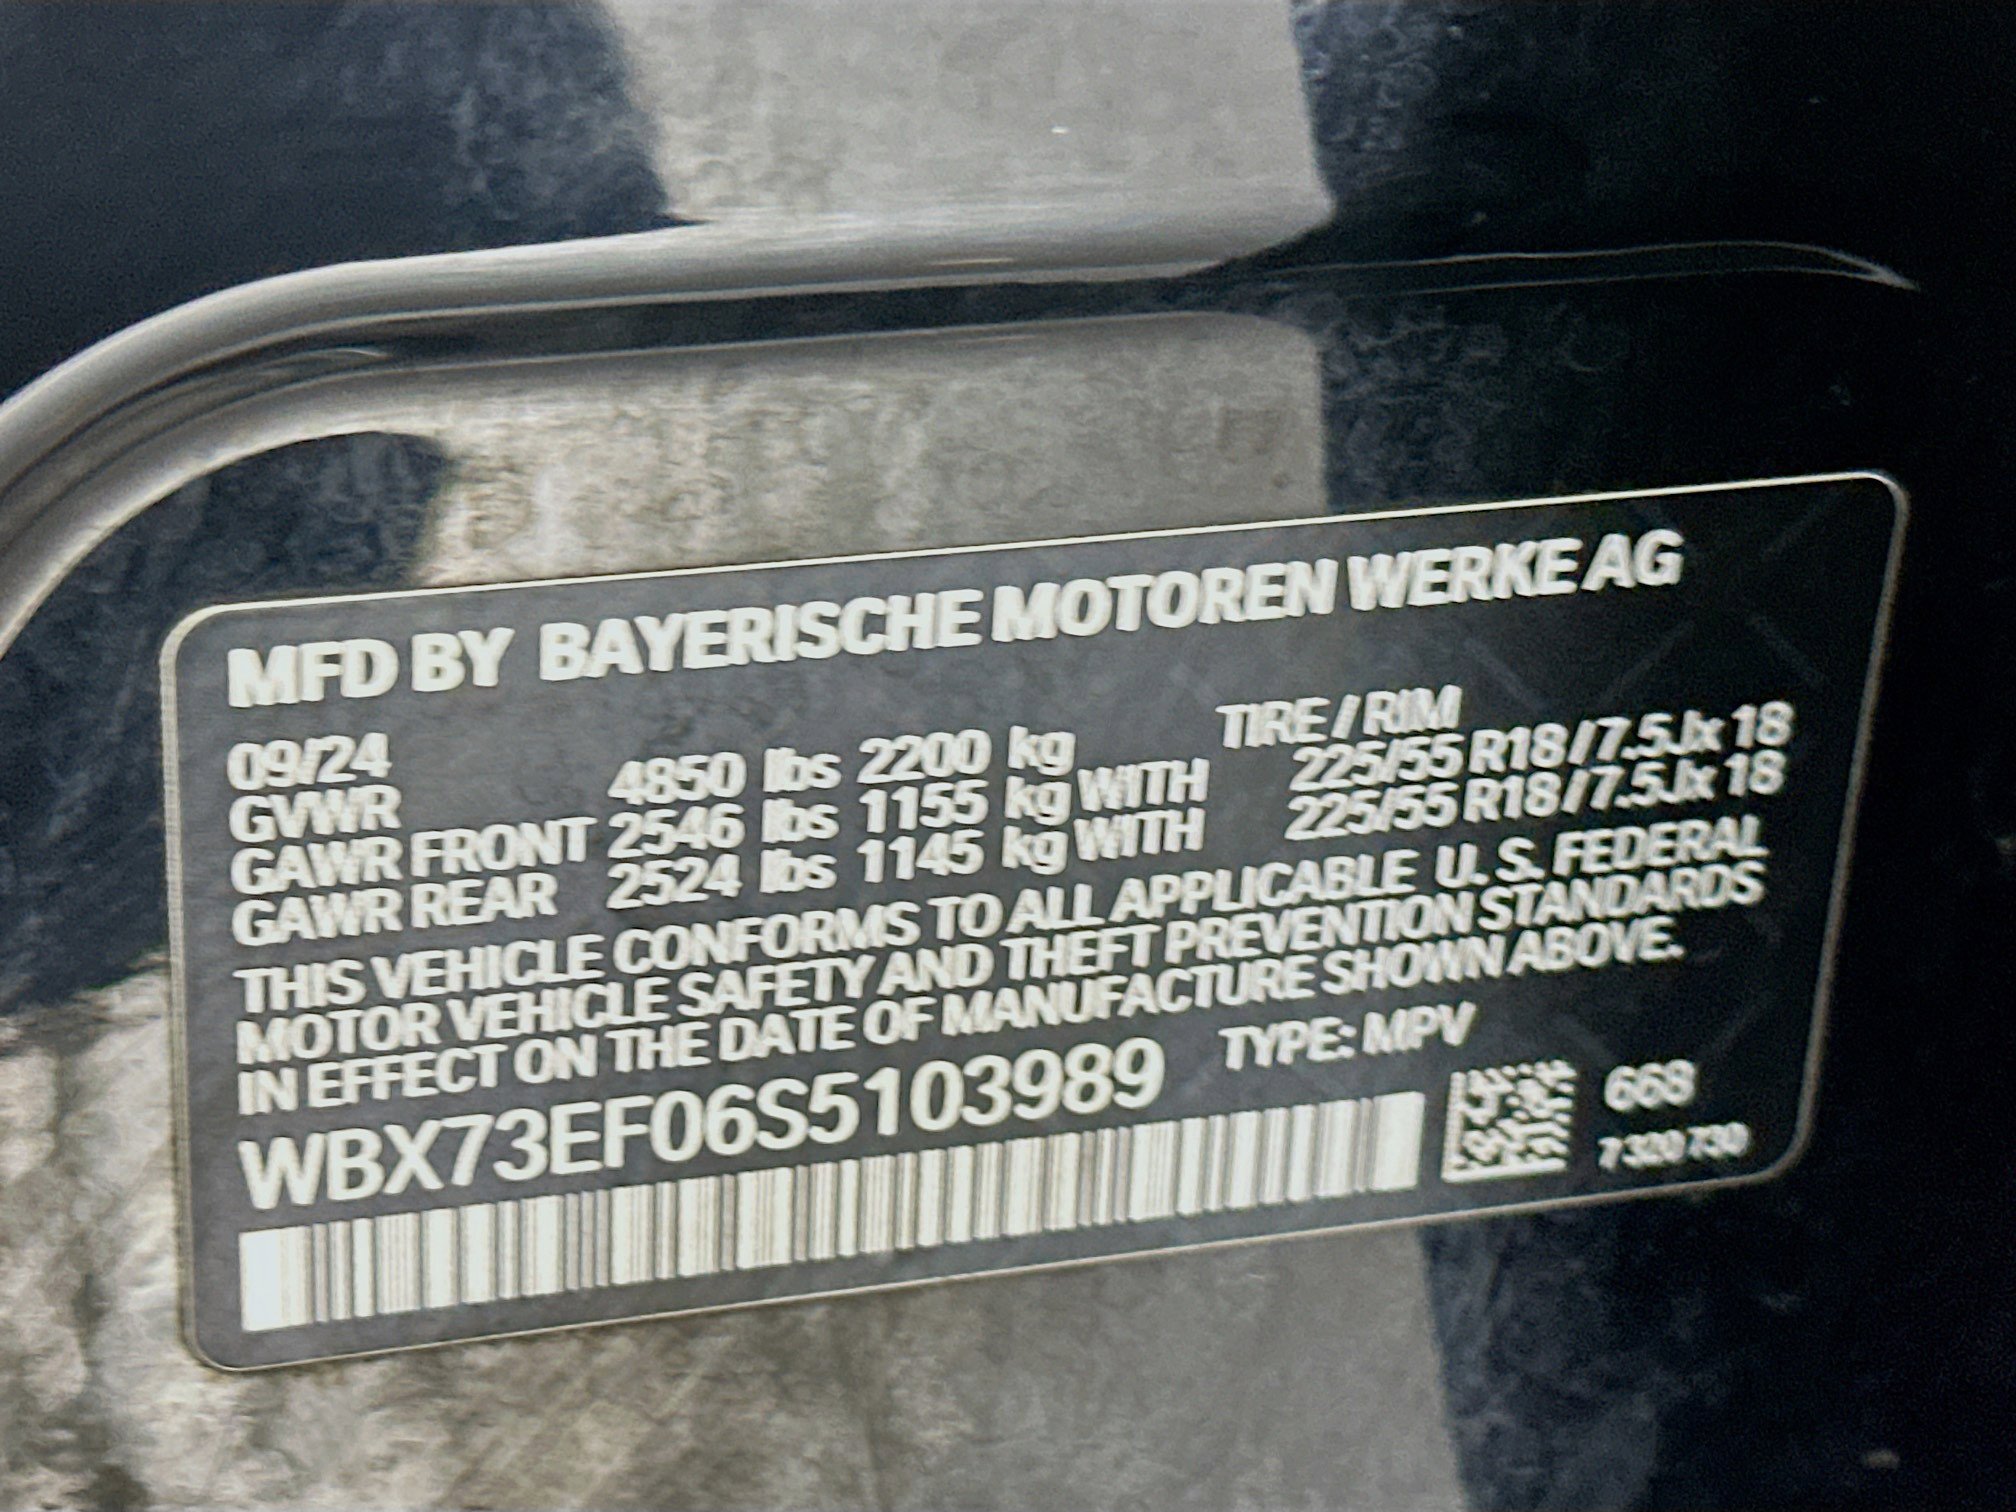 MFD BY BAYERISCHE MOTOREN WERKE AG
09/24
TIRE / RIM
GVWR 4850 lbs 2200 kg
GAWR FRONT 2546 lbs 1155 kg WITH 225/55 R18 / 7.5Jx 18
GAWR REAR 2524 lbs 1145 kg WITH 225/55 R18 / 7.5Jx 18
THIS VEHICLE CONFORMS TO ALL APPLICABLE U. S. FEDERAL
MOTOR VEHICLE SAFETY AND THEFT PREVENTION STANDARDS
IN EFFECT ON THE DATE OF MANUFACTURE SHOWN ABOVE.
WBX73EF06S5103989 TYPE: MPV
668
7 320 730